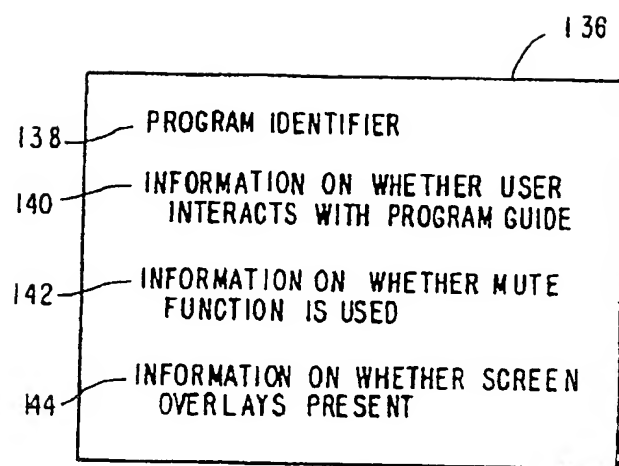 136
138 PROGRAM IDENTIFIER
140 INFORMATION ON WHETHER USER
INTERACTS WITH PROGRAM GUIDE
142 INFORMATION ON WHETHER MUTE
FUNCTION IS USED
144 INFORMATION ON WHETHER SCREEN
OVERLAYS PRESENT